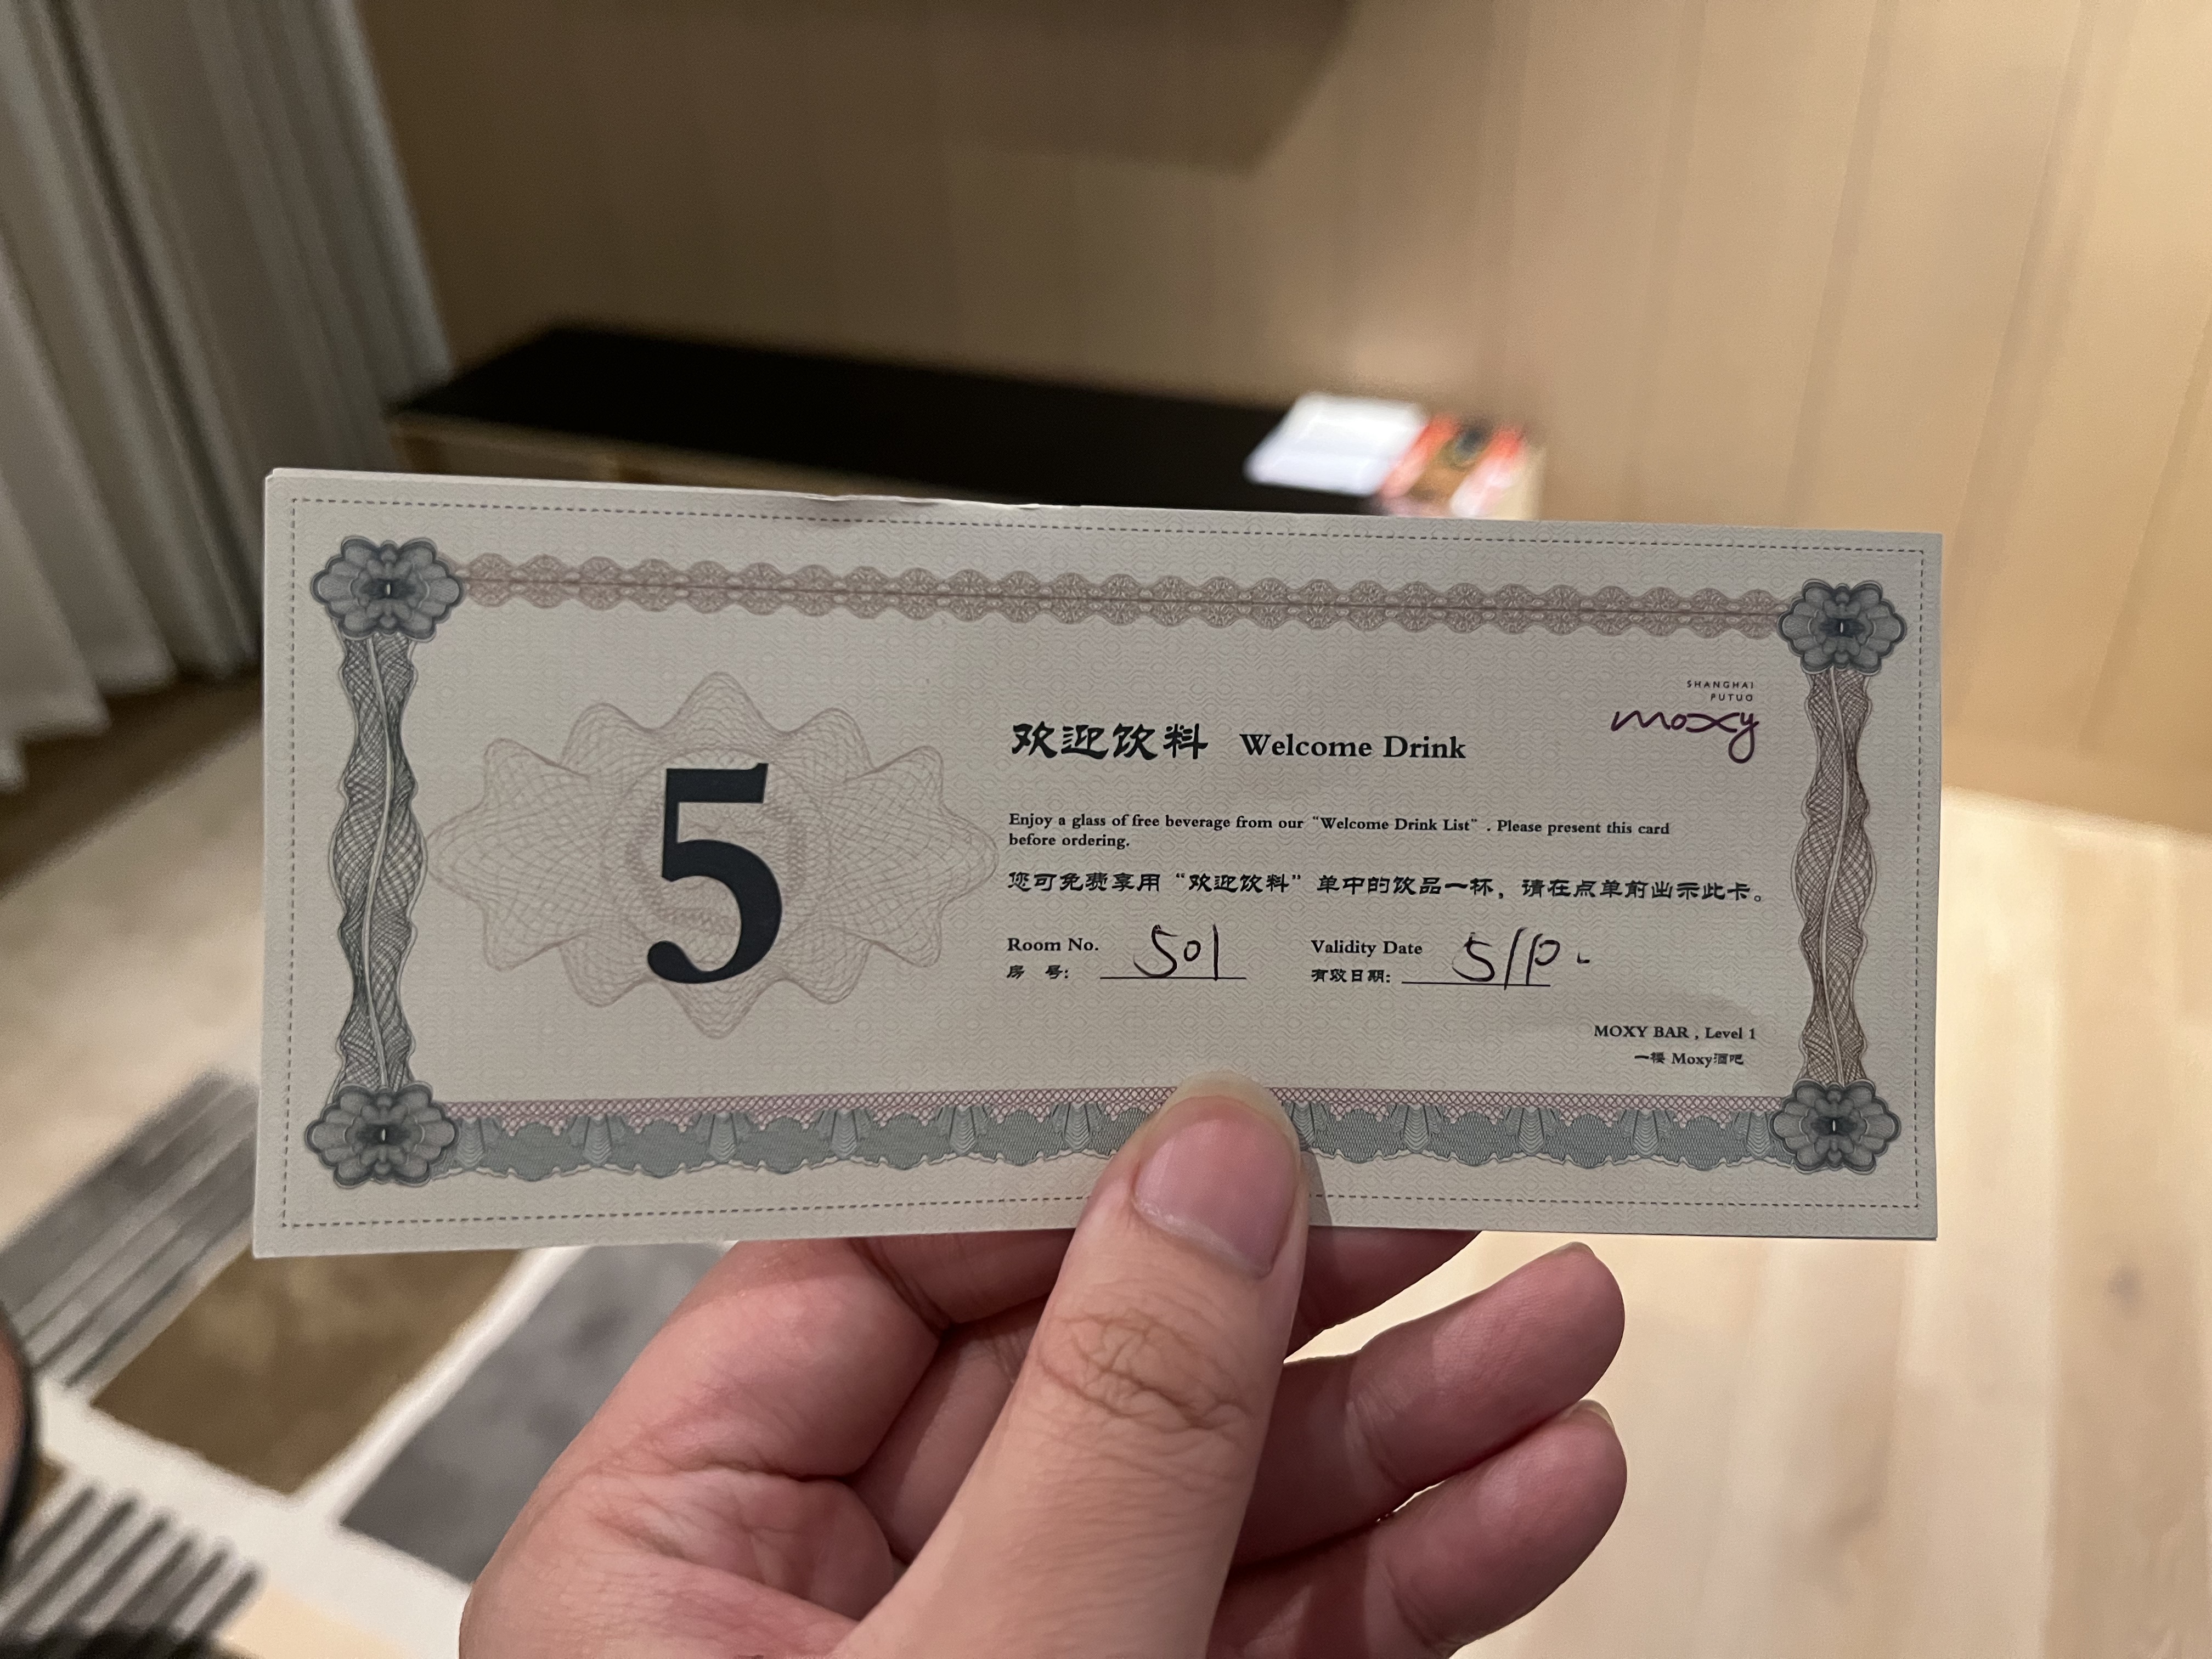 SHANGHAI
PUTUO
moxy
5
欢迎饮料 Welcome Drink
Enjoy a glass of free beverage from our "Welcome Drink List" . Please present this card
before ordering.
您可免费享用“欢迎饮料”单中的饮品一杯，请在点单前出示此卡。
Room No. 501
房 号:
Validity Date
有效日期:
MOXY BAR , Level 1
一楼 Moxy酒吧